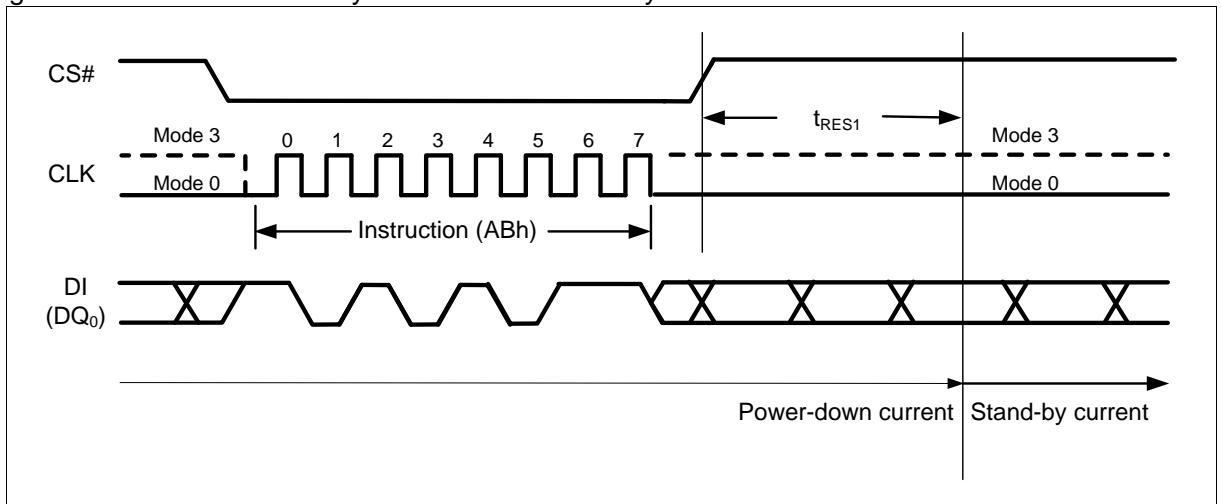 CS#
tRES1
Mode 3 0 1 2 3 4 5 6 7 Mode 3
CLK
Mode 0 Mode 0
Instruction (ABh)
DI
(DQ0)
Power-down current Stand-by current